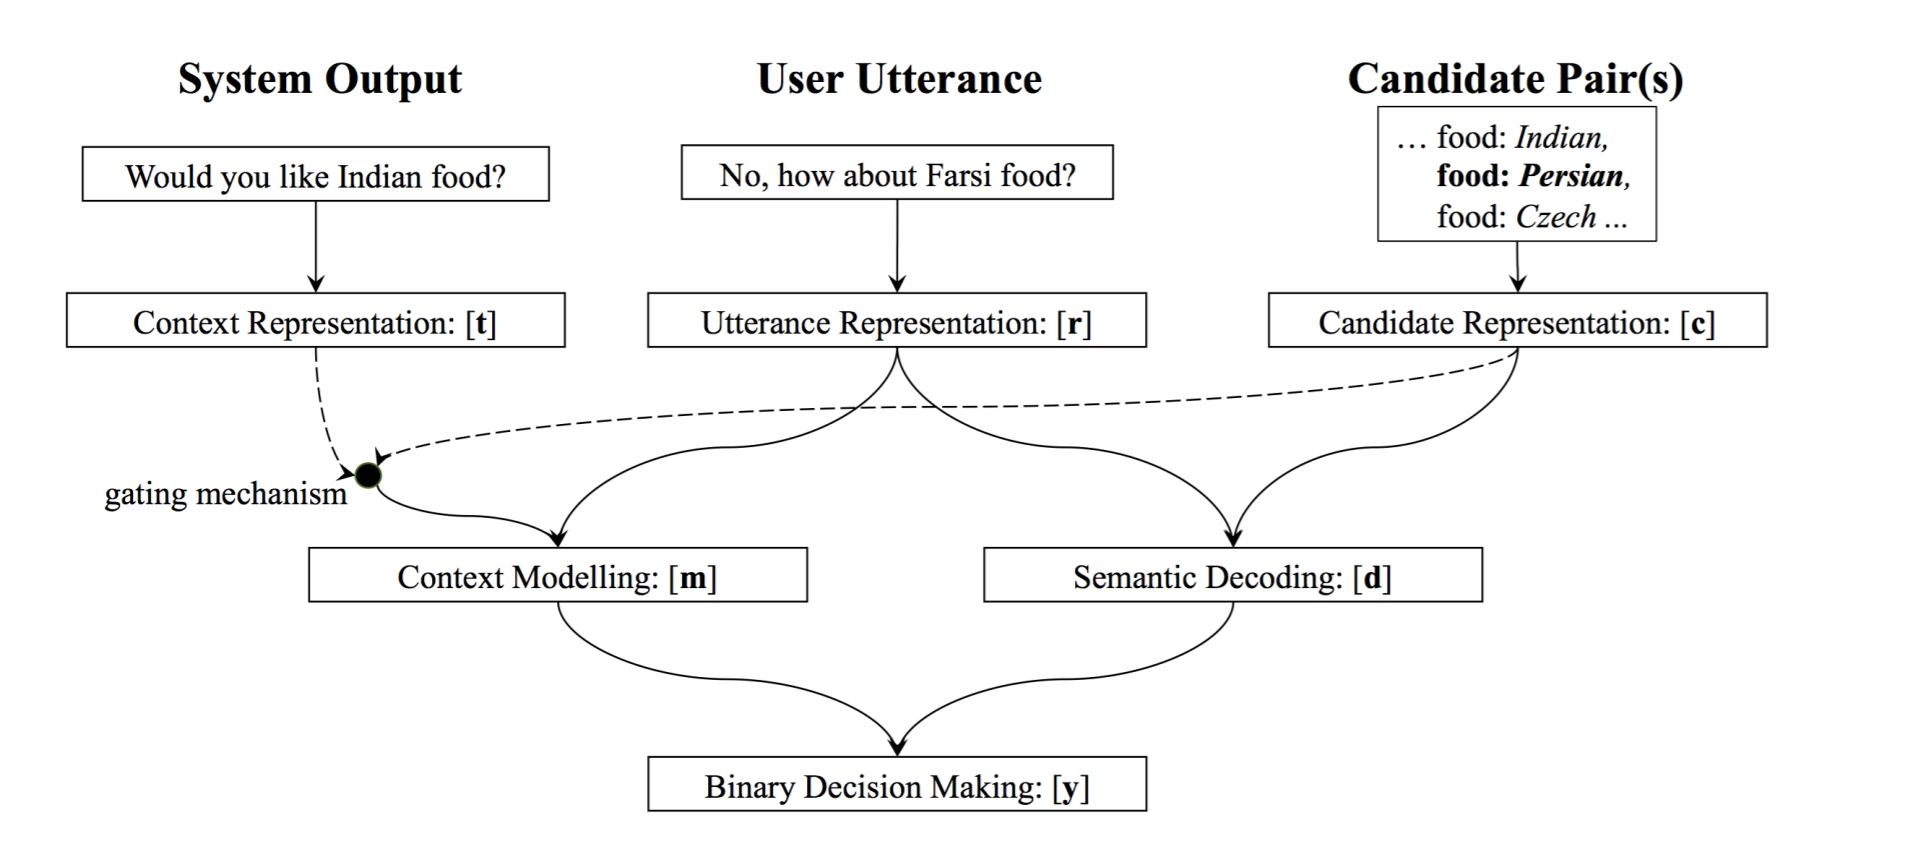 System Output
User Utterance
Candidate Pair(s)
Would you like Indian food?
No, how about Farsi food?
… food: Indian,
food: Persian,
food: Czech ...
Context Representation: [t]
Utterance Representation: [r]
Candidate Representation: [c]
gating mechanism
Context Modelling: [m]
Semantic Decoding: [d]
Binary Decision Making: [y]